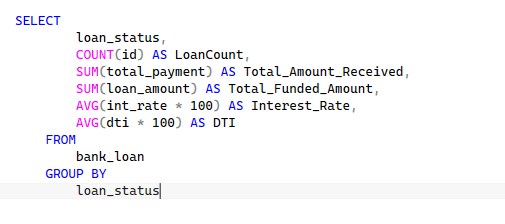 SELECT
loan_status,
COUNT(id) AS LoanCount,
SUM(total_payment) AS Total_Amount_Received,
SUM(loan_amount) AS Total_Funded_Amount,
AVG(int_rate * 100) AS Interest_Rate,
AVG(dti * 100) AS DTI
FROM
bank_loan
GROUP BY
loan_status